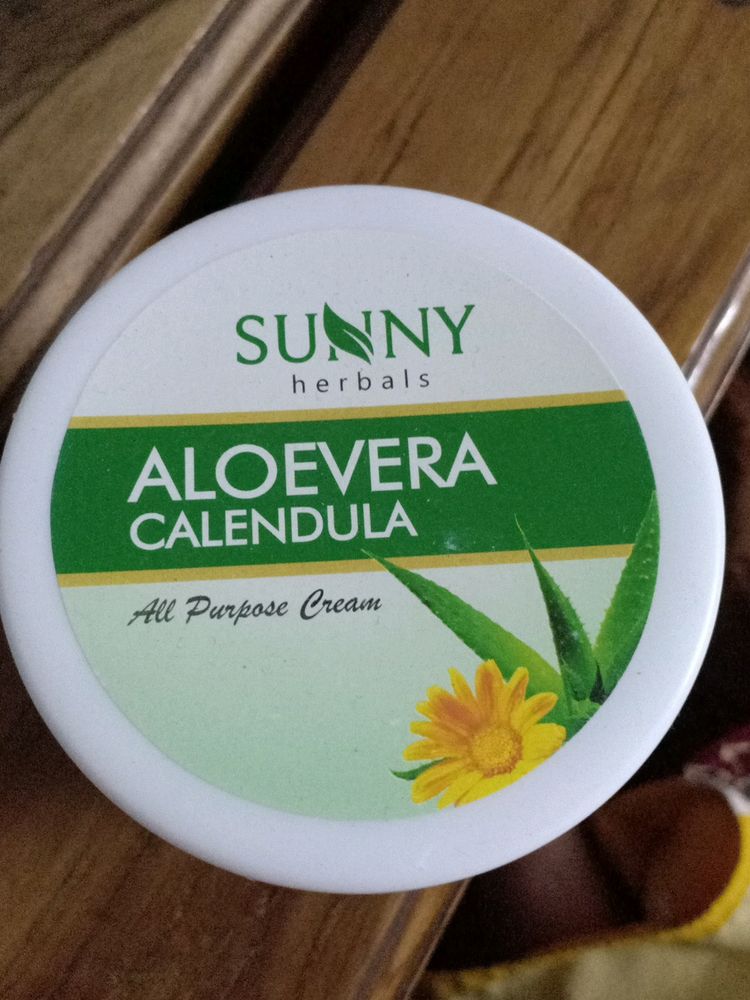 SUNNY
herbals
ALOEVERA
CALENDULA
All Purpose Cream